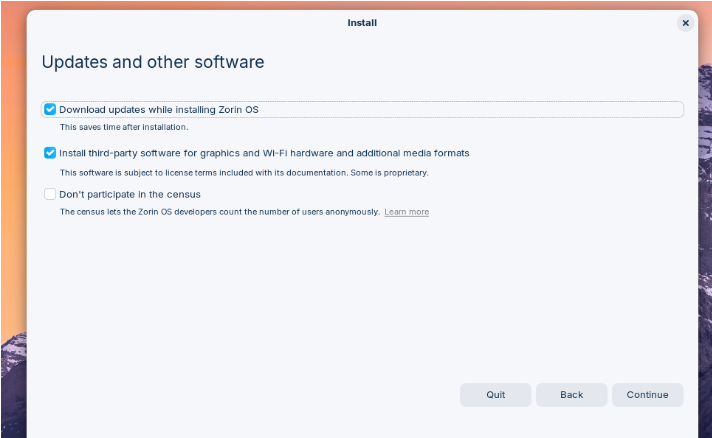 Install
Updates and other software
Download updates while installing Zorin OS
This saves time after installation.
Install third-party software for graphics and Wi-Fi hardware and additional media formats
This software is subject to license terms included with its documentation. Some is proprietary.
Don't participate in the census
The census lets the Zorin OS developers count the number of users anonymously. Learn more
Quit Back Continue